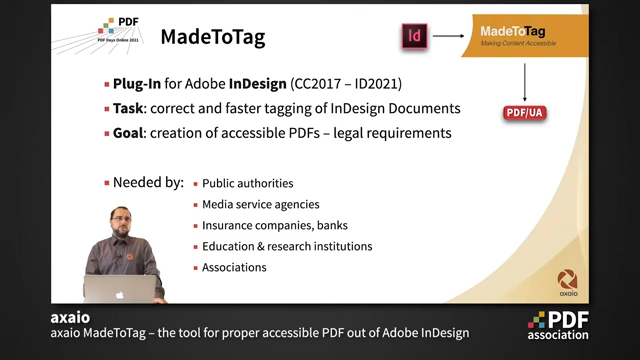 PDF
PDF Days Online 2021
MadeToTag
Id
MadeToTag
Making Content Accessible
Plug-In for Adobe InDesign (CC2017 – ID2021)
Task: correct and faster tagging of InDesign Documents
PDF/UA
Goal: creation of accessible PDFs – legal requirements
Needed by:
Public authorities
Media service agencies
Insurance companies, banks
Education & research institutions
Associations
axaio
axaio
axaio MadeToTag – the tool for proper accessible PDF out of Adobe InDesign
PDF
association